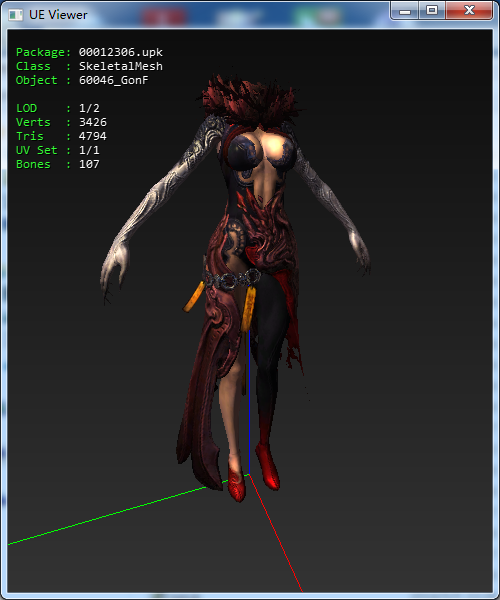 UE Viewer
Package: 00012306.upk
Class : SkeletalMesh
Object : 60046_GonF
LOD : 1/2
Verts : 3426
Tris : 4794
UV Set : 1/1
Bones : 107